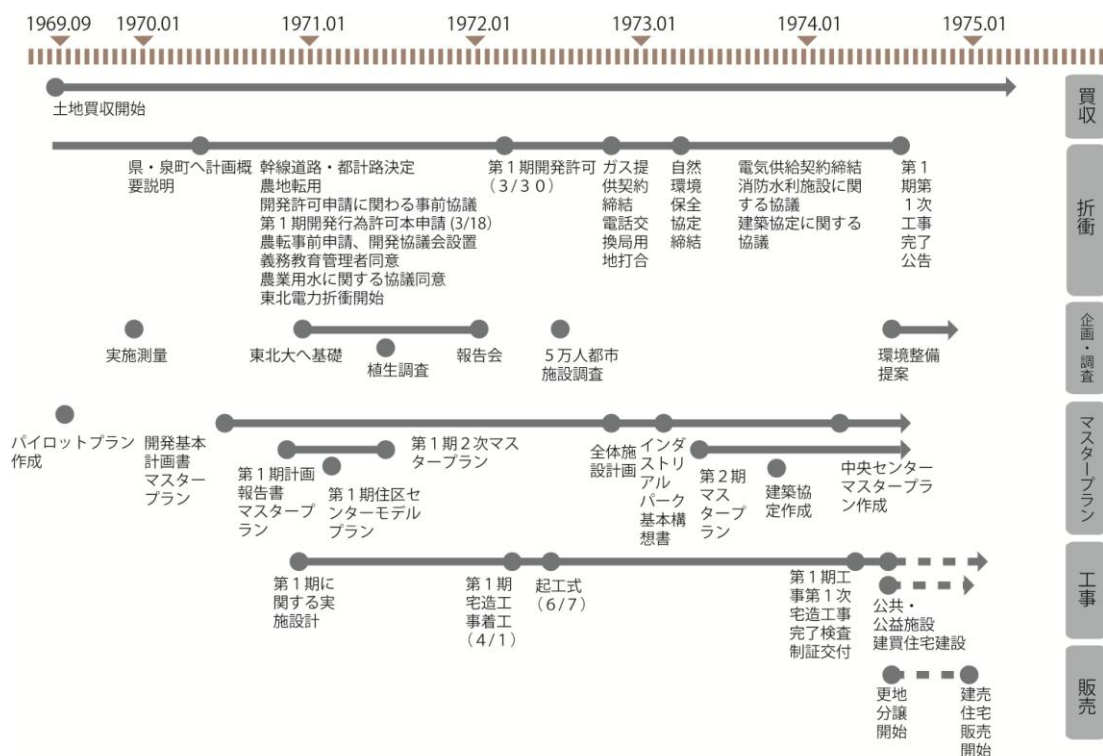 1969.09 1970.01 1971.01 1972.01 1973.01 1974.01 1975.01
買収
土地買収開始
折衝
県・泉町へ計画概
要説明
幹線道路・都計路決定
農地転用
開発許可申請に関わる事前協議
第1期開発行為許可本申請(3/18)
農転事前申請、開発協議会設置
義務教育管理者同意
農業用水に関する協議同意
東北電力折衝開始
第1期開発許可
(3/30)
ガス提
供契約
締結
電話交
換局用
地打合
自然
環境
保全
協定
締結
電気供給契約締結
消防水利施設に関
する協議
建築協定に関する
協議
第1
期第
1次
工事
完了
公告
企画・調査
実施測量
東北大へ基礎
植生調査
報告会
5万人都市
施設調査
環境整備
提案
マスタープラン
パイロットプラン
作成
開発基本
計画書
マスター
プラン
第1期計画
報告書
マスタープ
ラン
第1期住区セ
ンターモデル
プラン
第1期2次マス
タープラン
全体施
設計画
インダ
ストリ
アル
パーク
基本構
想書
第2期
マス
タープ
ラン
建築協
定作成
中央センター
マスタープラ
ン作成
工事
第1期に
関する実
施設計
第1期
宅造工
事着工
(4/1)
起工式
(6/7)
第1期工
事第1次
宅造工事
完了検査
制証交付
公共・
公益施設
建買住宅建設
販売
更地
分譲
開始
建売
住宅
販売
開始